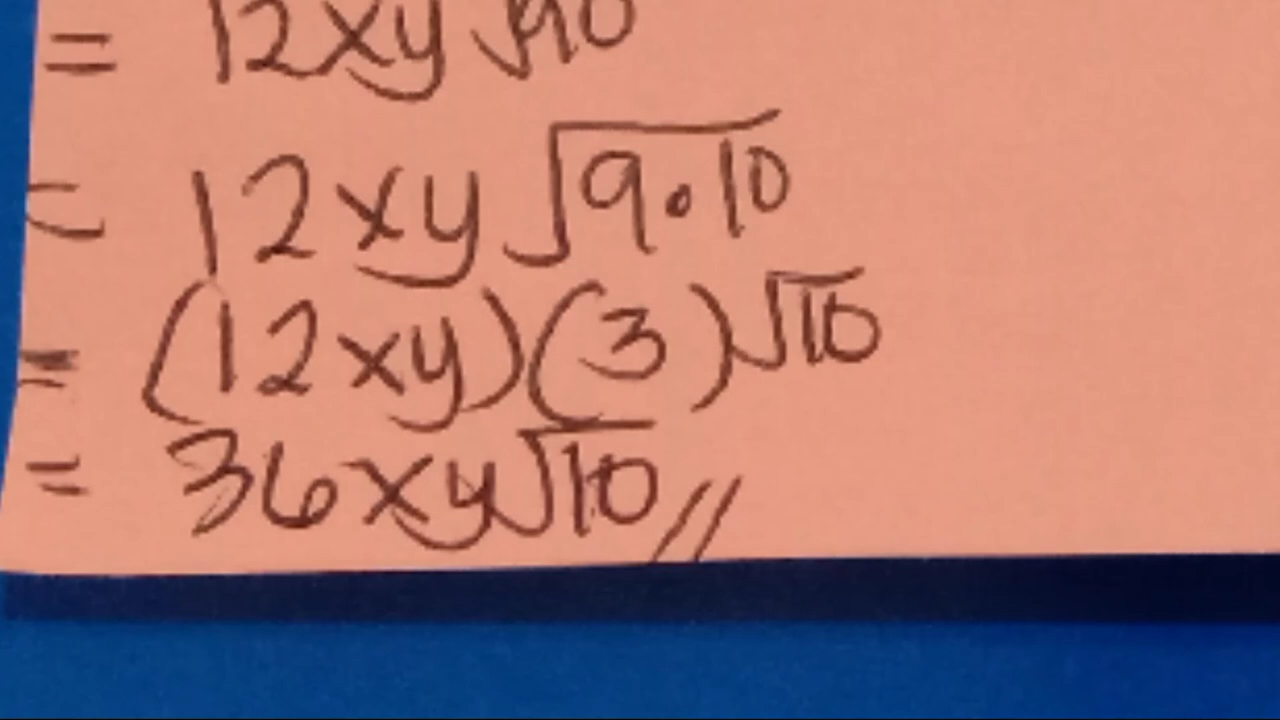 = 12xy√90
= 12xy√9•10
= (12xy)(3)√10
= 36xy√10 //